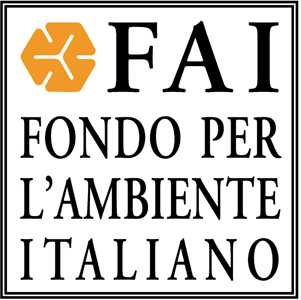 FAI
FONDO PER
L'AMBIENTE
ITALIANO